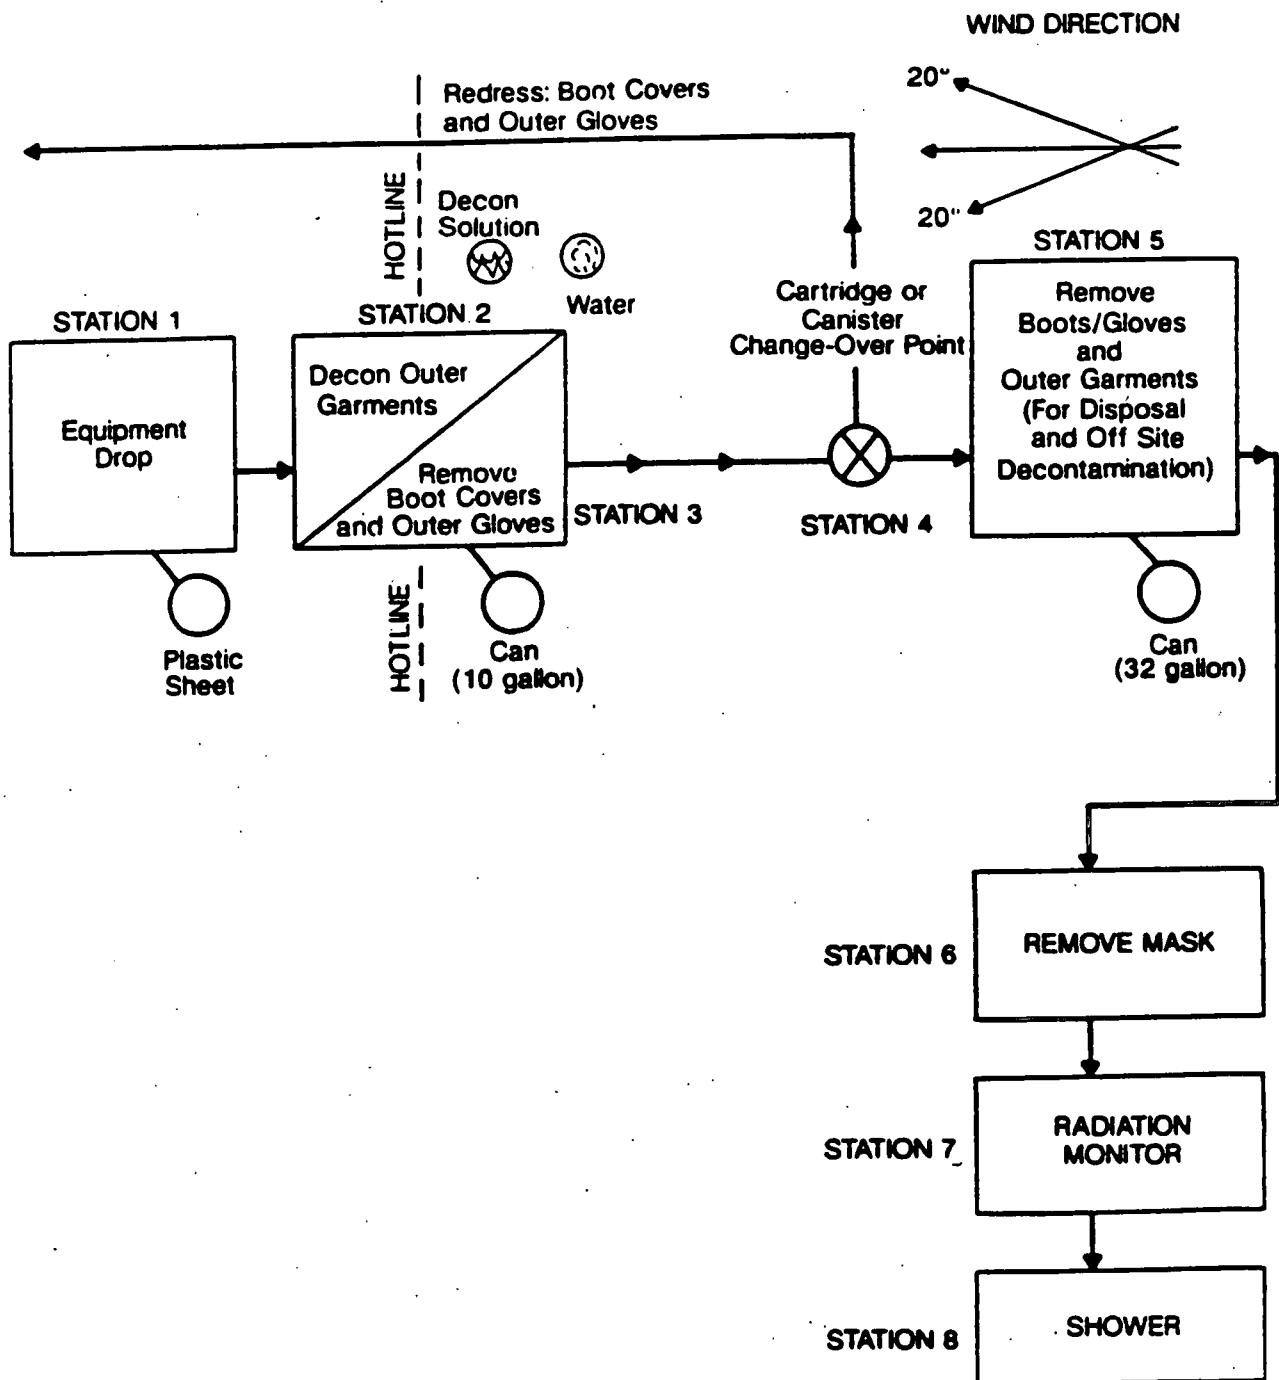 WIND DIRECTION
20"
20"
Redress: Boot Covers
and Outer Gloves
HOTLINE
Decon
Solution
Water
STATION 1
Equipment
Drop
Plastic
Sheet
STATION 2
Decon Outer
Garments
Remove
Boot Covers
and Outer Gloves
HOTLINE
Can
(10 gallon)
STATION 3
Cartridge or
Canister
Change-Over Point
STATION 4
STATION 5
Remove
Boots/Gloves
and
Outer Garments
(For Disposal
and Off Site
Decontamination)
Can
(32 gallon)
STATION 6
REMOVE MASK
STATION 7
RADIATION
MONITOR
STATION 8
SHOWER